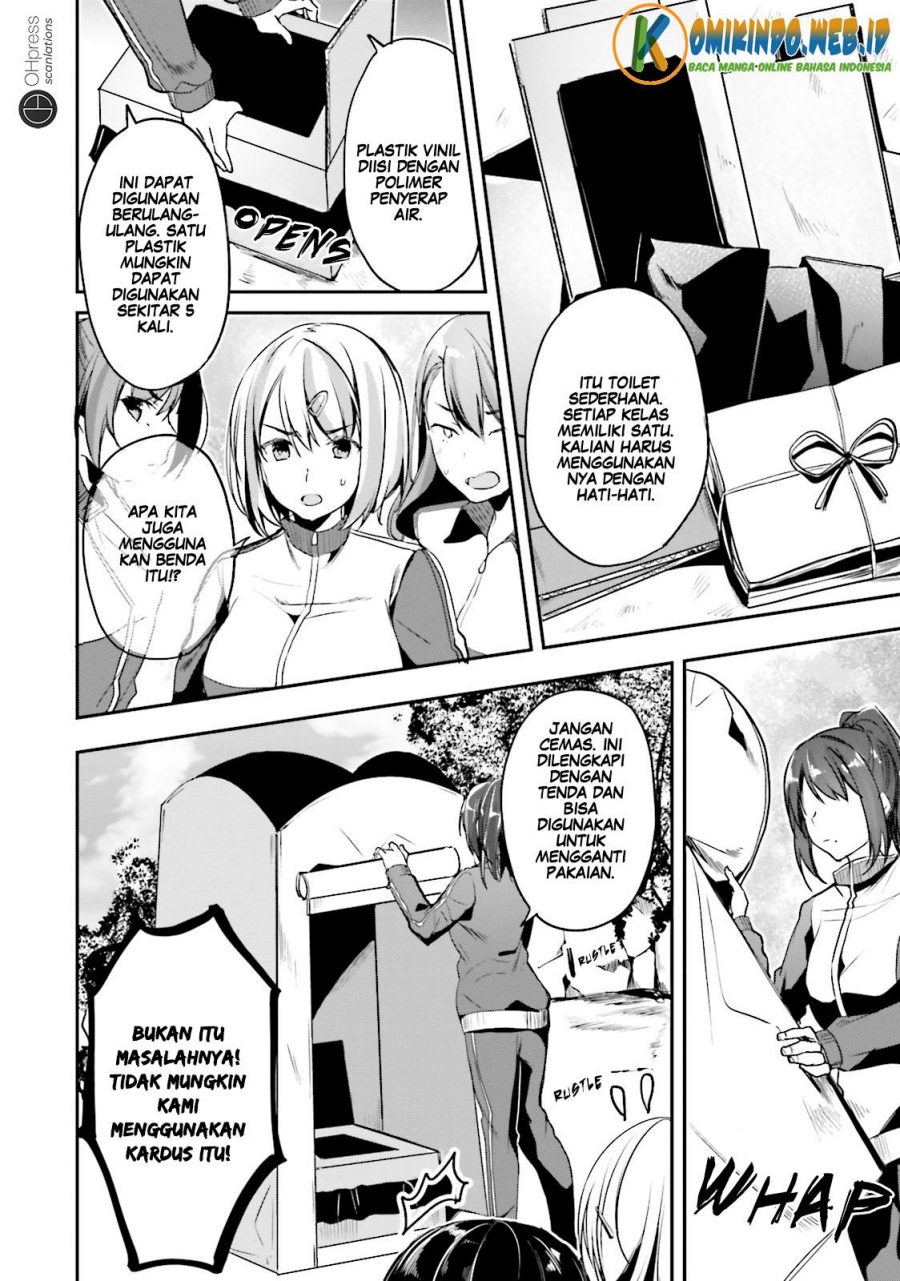 OHpress
scanlations
KOMIKINDO.WEB.ID
BACA MANGA ONLINE BAHASA INDONESIA
ITU TOILET
SEDERHANA.
SETIAP KELAS
MEMILIKI SATU.
KALIAN HARUS
MENGGUNAKAN
NYA DENGAN
HATI-HATI.
PLASTIK VINIL
DIISI DENGAN
POLIMER
PENYERAP
AIR.
OPENS
INI DAPAT
DIGUNAKAN
BERULANG-
ULANG. SATU
PLASTIK
MUNGKIN
DAPAT
DIGUNAKAN
SEKITAR 5
KALI.
APA KITA
JUGA
MENGGUNA
KAN BENDA
ITU!?
WHAP
JANGAN
CEMAS. INI
DILENGKAPI
DENGAN
TENDA DAN
BISA
DIGUNAKAN
UNTUK
MENGGANTI
PAKAIAN.
RUSTLE
RUSTLE
BUKAN ITU
MASALAHNYA!
TIDAK MUNGKIN
KAMI
MENGGUNAKAN
KARDUS ITU!